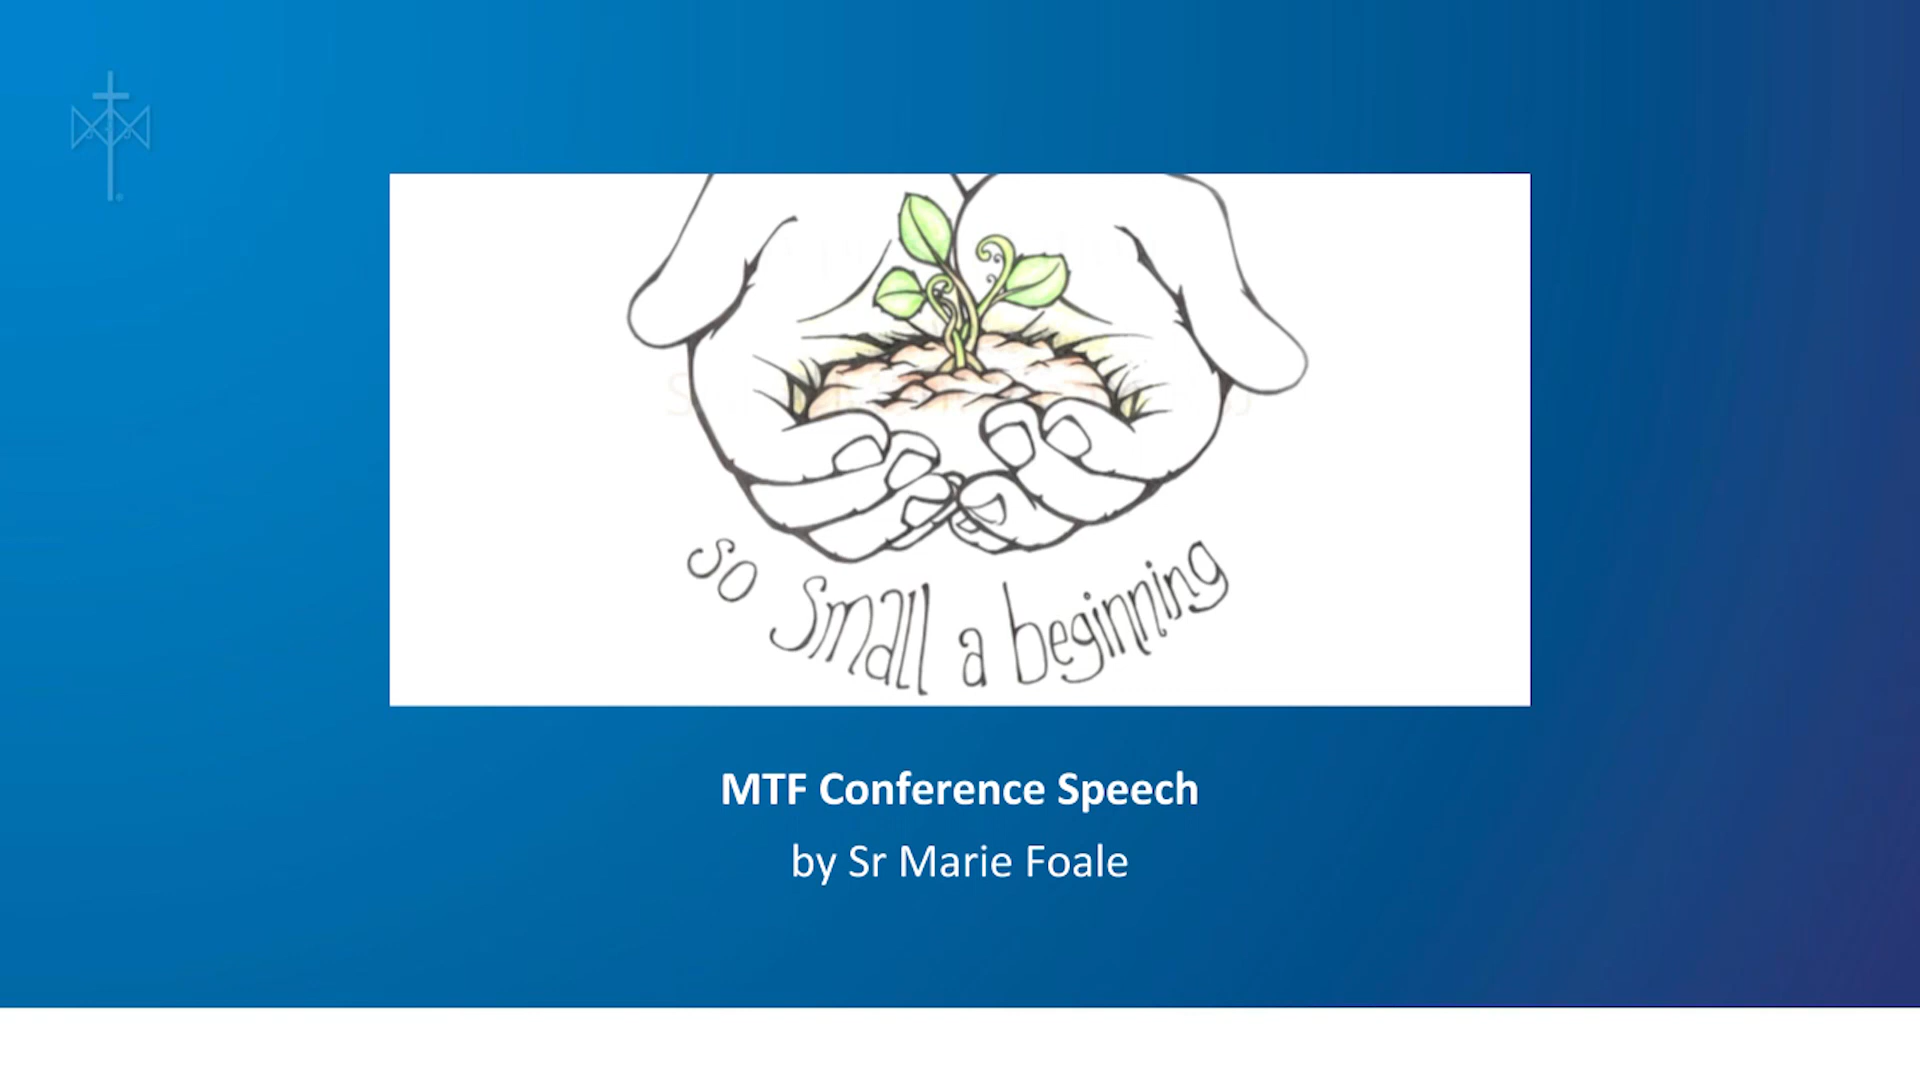 so small a beginning
MTF Conference Speech
by Sr Marie Foale